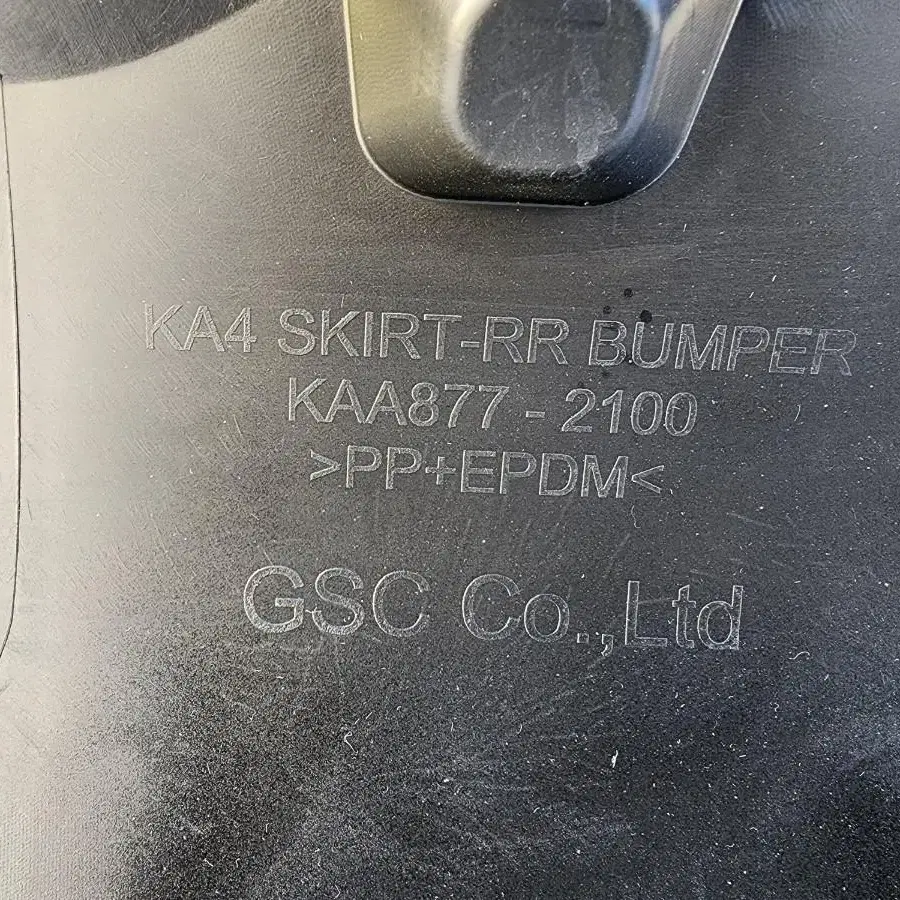 KA4 SKIRT-RR BUMPER
KAA877 - 2100
>PP+EPDM<
GSC Co.,Ltd